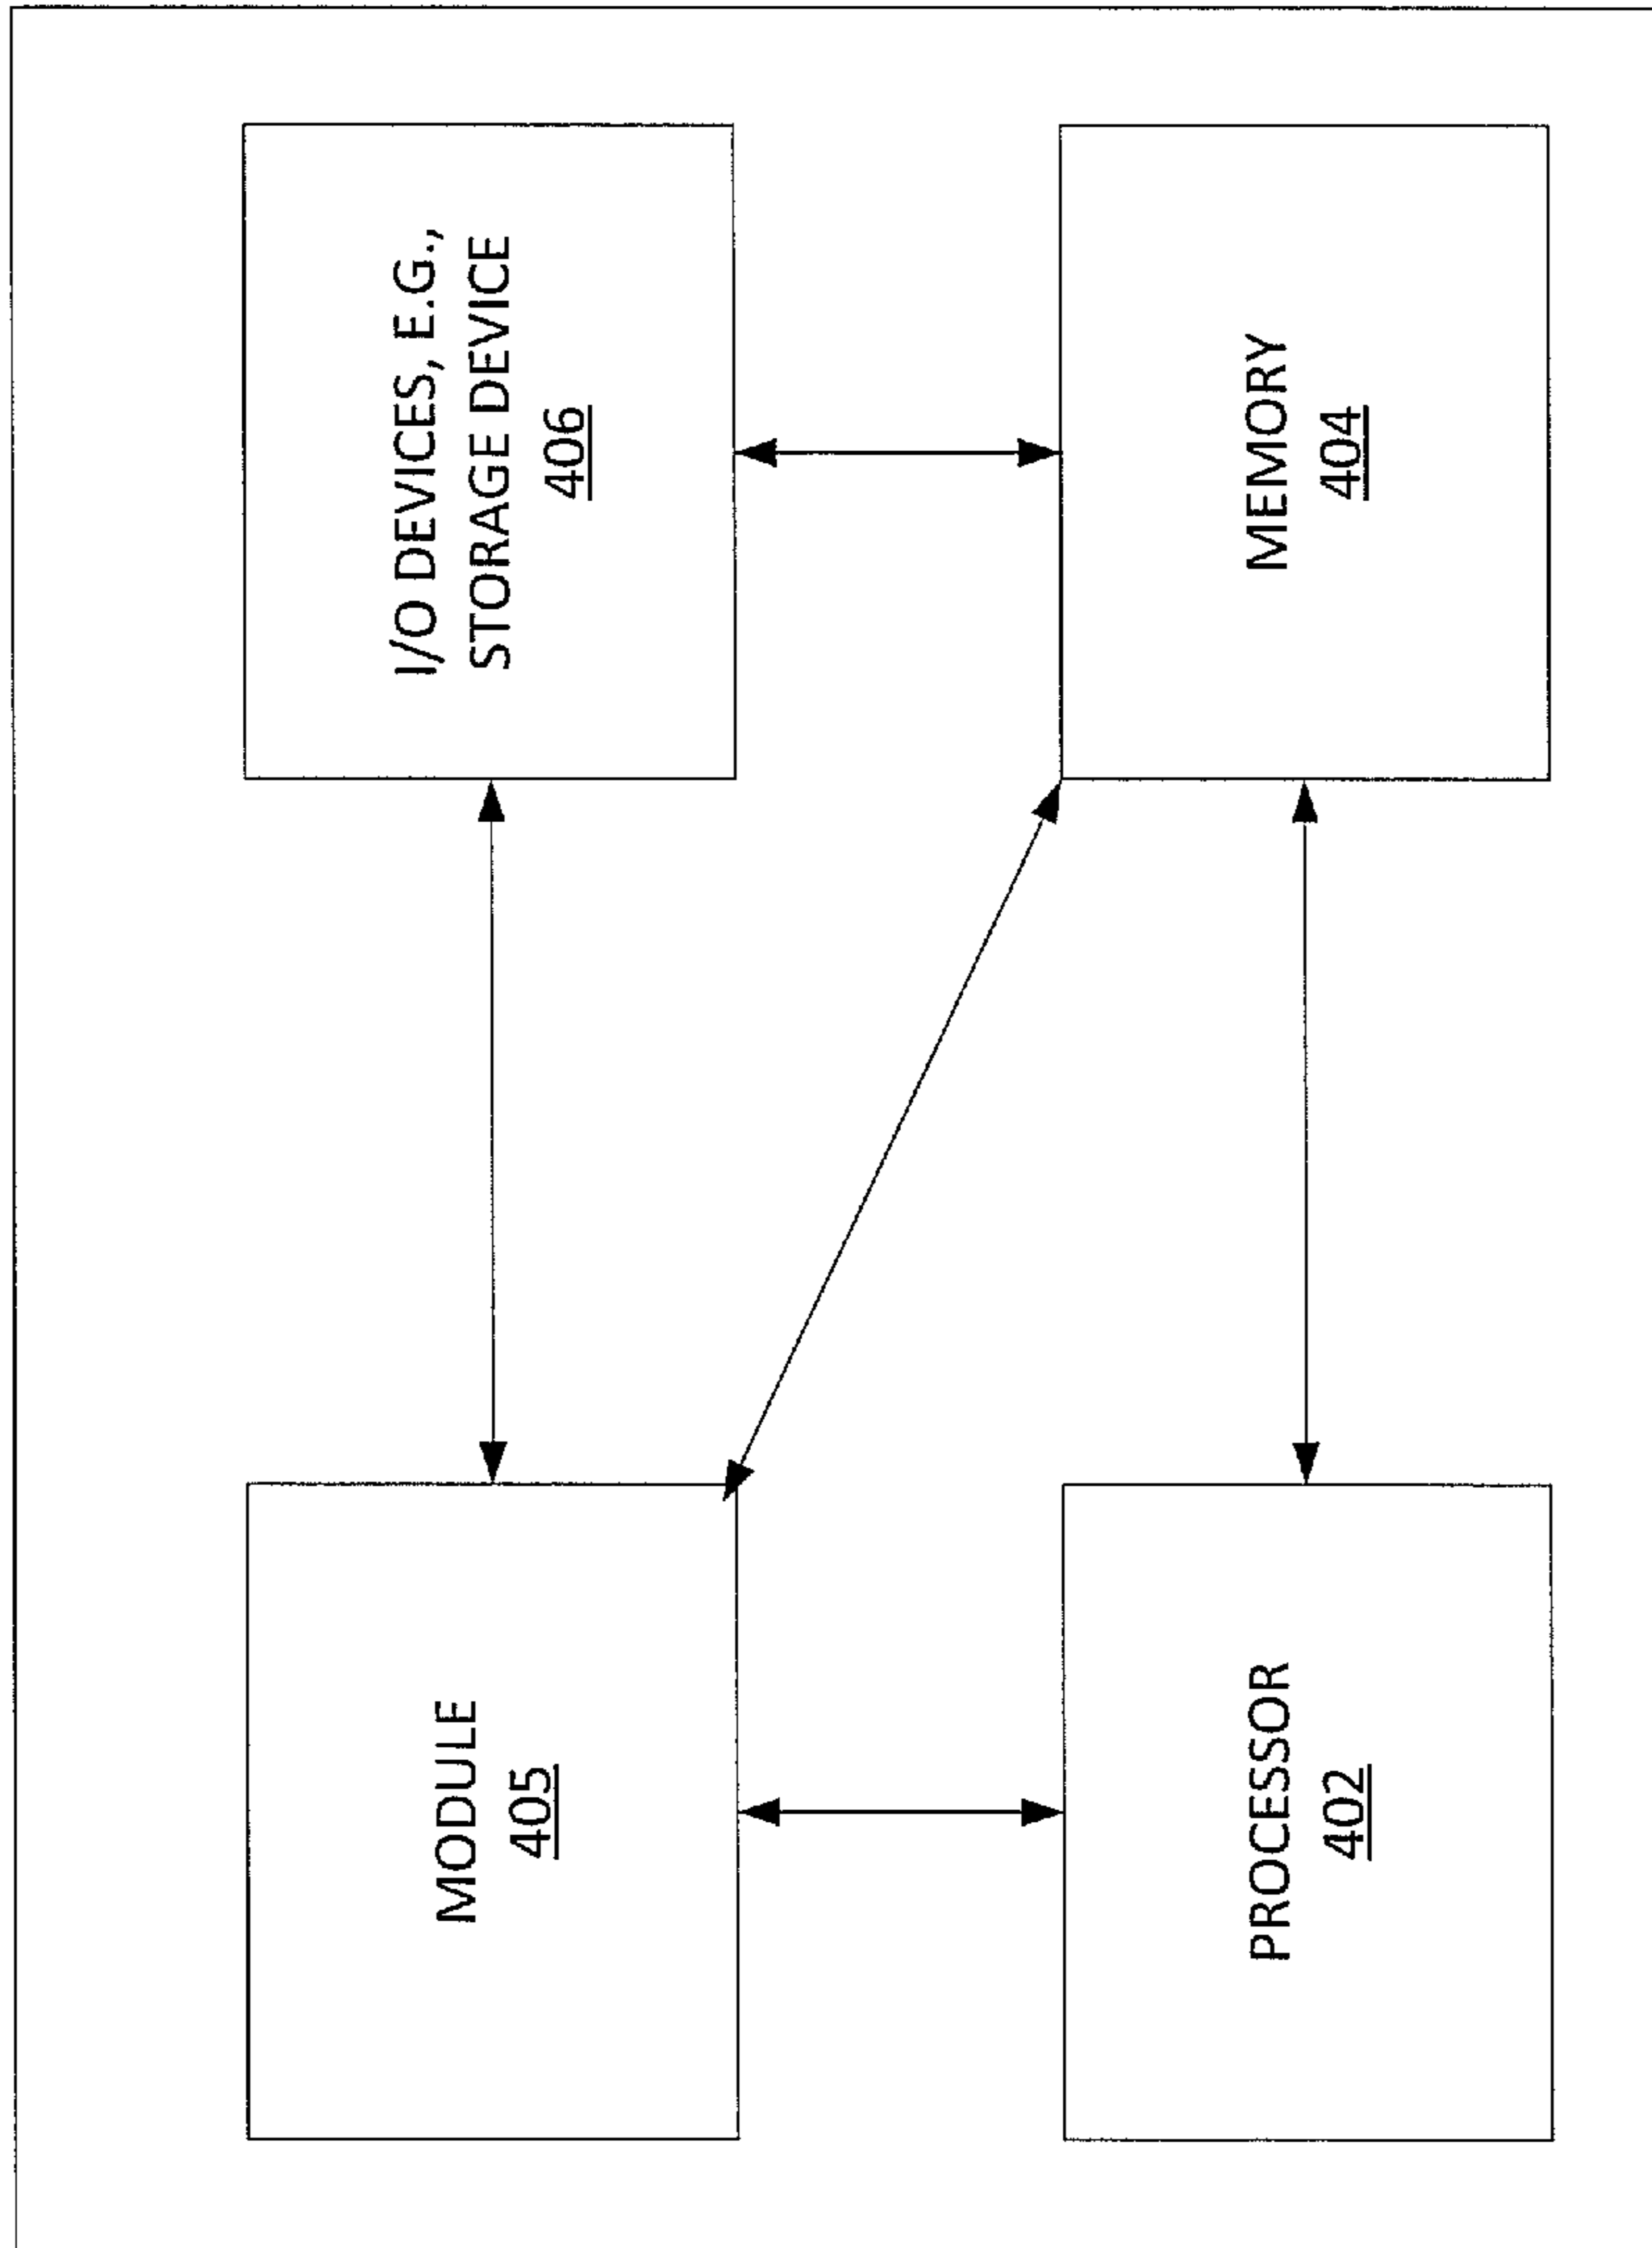 MODULE
405
I/O DEVICES, E.G.,
STORAGE DEVICE
406
PROCESSOR
402
MEMORY
404